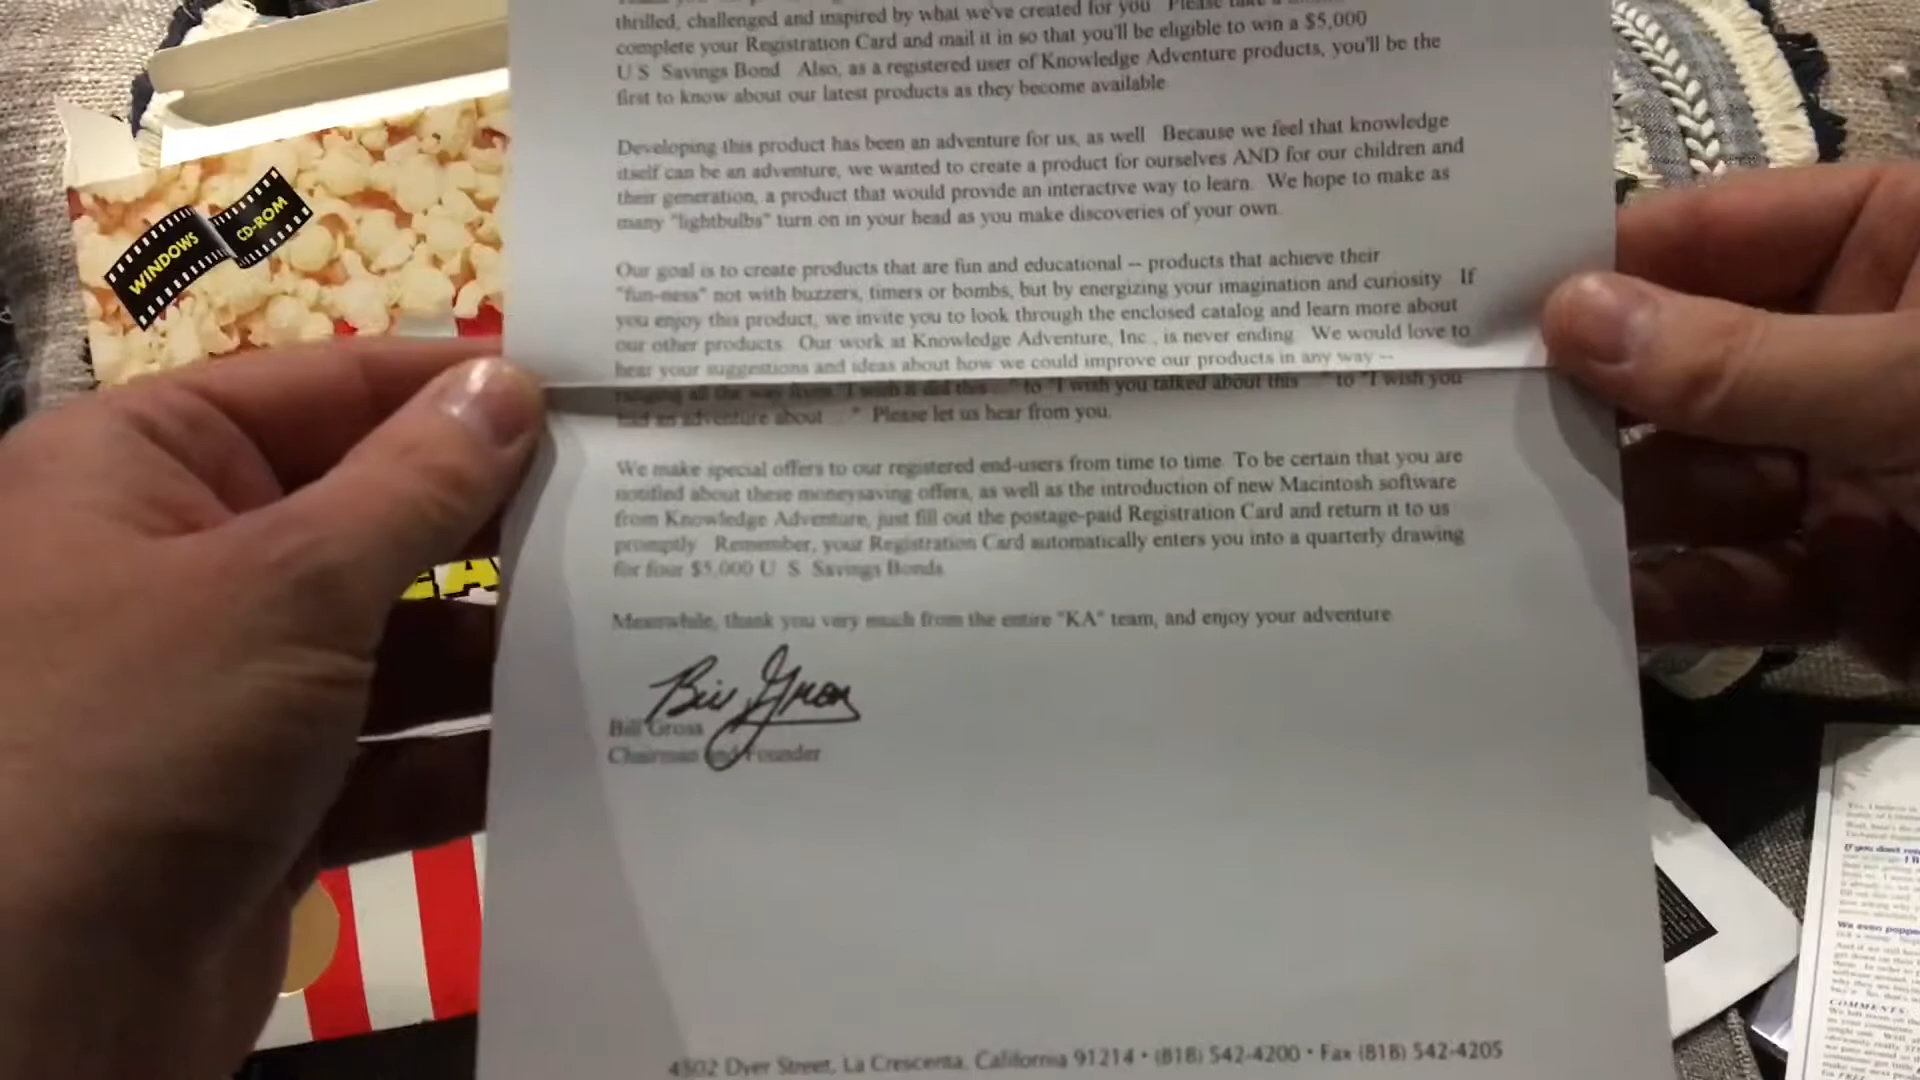 thrilled, challenged and inspired by what we've created for you Please take a
complete your Registration Card and mail it in so that you'll be eligible to win a $5,000
U S Savings Bond Also, as a registered user of Knowledge Adventure products, you'll be the
first to know about our latest products as they become available
Developing this product has been an adventure for us, as well Because we feel that knowledge
itself can be an adventure, we wanted to create a product for ourselves AND for our children and
their generation, a product that would provide an interactive way to learn. We hope to make as
many "lightbulbs" turn on in your head as you make discoveries of your own.
Our goal is to create products that are fun and educational -- products that achieve their
"fun-ness" not with buzzers, timers or bombs, but by energizing your imagination and curiosity If
you enjoy this product, we invite you to look through the enclosed catalog and learn more about
our other products. Our work at Knowledge Adventure, Inc., is never ending. We would love to
hear your suggestions and ideas about how we could improve our products in any way --
ranging all the way from "I wish it did this ..." to "I wish you talked about this ..." to "I wish you
had an adventure about ..." Please let us hear from you.
We make special offers to our registered end-users from time to time. To be certain that you are
notified about these moneysaving offers, as well as the introduction of new Macintosh software
from Knowledge Adventure, just fill out the postage-paid Registration Card and return it to us
promptly Remember, your Registration Card automatically enters you into a quarterly drawing
for four $5,000 U S Savings Bonds
Meanwhile, thank you very much from the entire "KA" team, and enjoy your adventure
Bill Gross
Bill Gross
Chairman and Founder
4502 Dyer Street, La Crescenta, California 91214 • (818) 542-4200 • Fax (818) 542-4205
WINDOWS
CD-ROM
If you don't
We even
COMMENTS